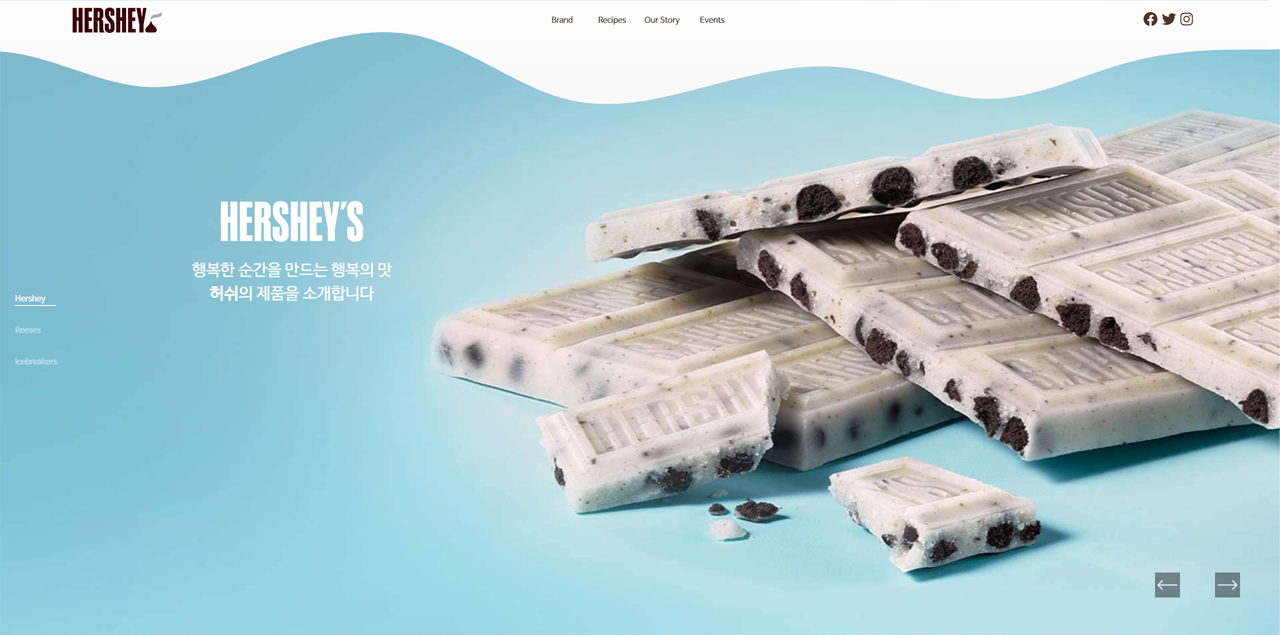 HERSHEY
Brand
Recipes
Our Story
Events
HERSHEY'S
행복한 순간을 만드는 행복의 맛
허쉬의 제품을 소개합니다
Hershey
Reeses
Icebreakers
HERSH